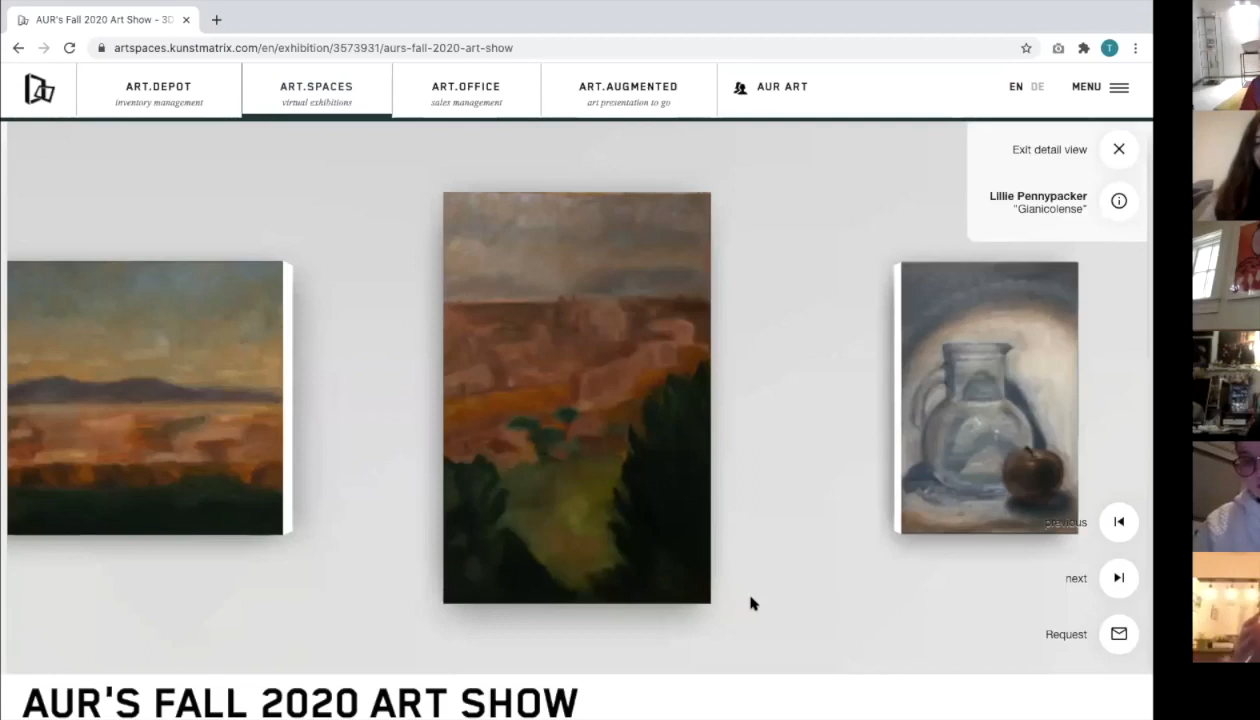 AUR's Fall 2020 Art Show - 3D
artspaces.kunstmatrix.com/en/exhibition/3573931/aurs-fall-2020-art-show
T
ART.DEPOT
inventory management
ART.SPACES
virtual exhibitions
ART.OFFICE
sales management
ART.AUGMENTED
art presentation to go
AUR ART
EN DE
MENU
Exit detail view
Lillie Pennypacker
"Gianicolense"
previous
next
Request
AUR'S FALL 2020 ART SHOW